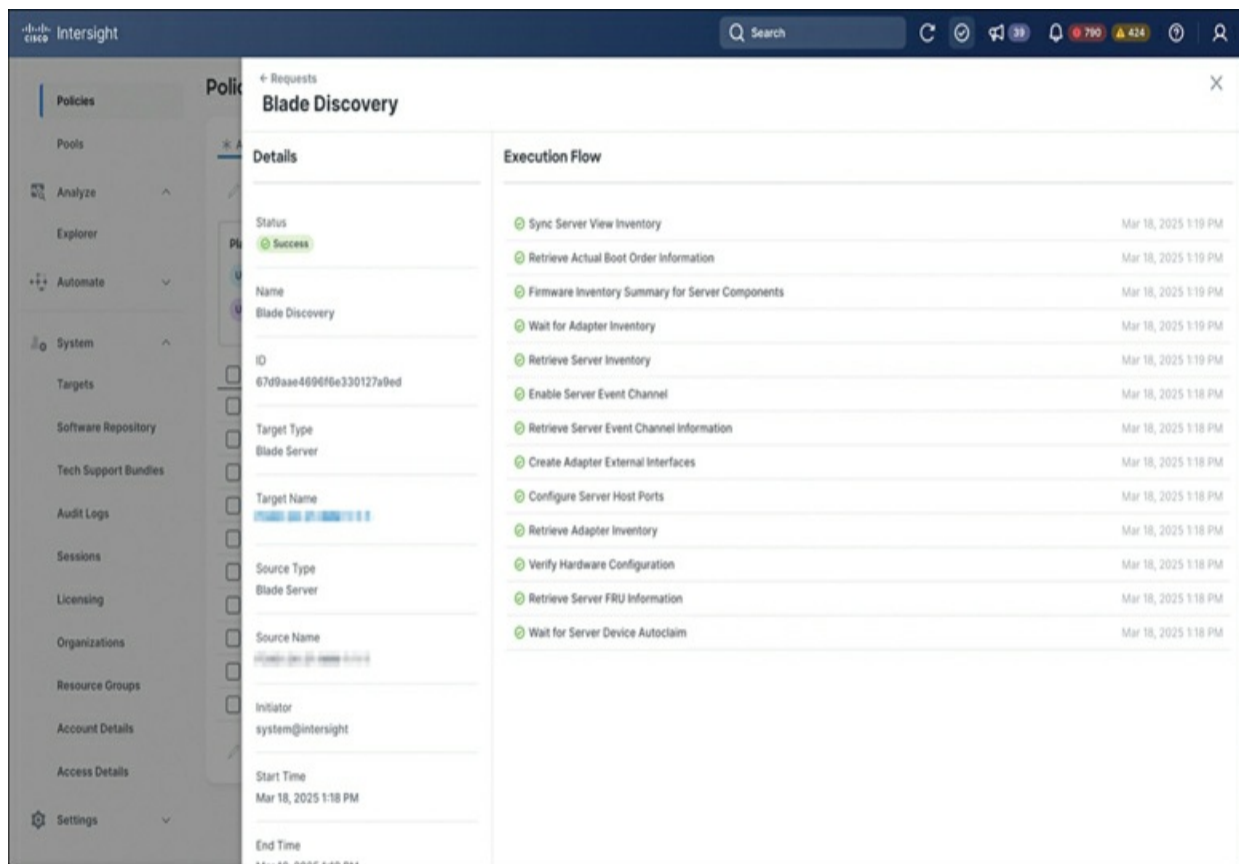 CISCO Intersight
Search
39
790
424
Policies
Pools
Analyze
Explorer
Automate
System
Targets
Software Repository
Tech Support Bundles
Audit Logs
Sessions
Licensing
Organizations
Resource Groups
Account Details
Access Details
Settings
Polic
Pla
← Requests
Blade Discovery
Details
Status
Success
Name
Blade Discovery
ID
67d9aae4696f6e330127a9ed
Target Type
Blade Server
Target Name
Source Type
Blade Server
Source Name
Initiator
system@intersight
Start Time
Mar 18, 2025 1:18 PM
End Time
Execution Flow
Sync Server View Inventory Mar 18, 2025 1:19 PM
Retrieve Actual Boot Order Information Mar 18, 2025 1:19 PM
Firmware Inventory Summary for Server Components Mar 18, 2025 1:19 PM
Wait for Adapter Inventory Mar 18, 2025 1:19 PM
Retrieve Server Inventory Mar 18, 2025 1:19 PM
Enable Server Event Channel Mar 18, 2025 1:18 PM
Retrieve Server Event Channel Information Mar 18, 2025 1:18 PM
Create Adapter External Interfaces Mar 18, 2025 1:18 PM
Configure Server Host Ports Mar 18, 2025 1:18 PM
Retrieve Adapter Inventory Mar 18, 2025 1:18 PM
Verify Hardware Configuration Mar 18, 2025 1:18 PM
Retrieve Server FRU Information Mar 18, 2025 1:18 PM
Wait for Server Device Autoclaim Mar 18, 2025 1:18 PM